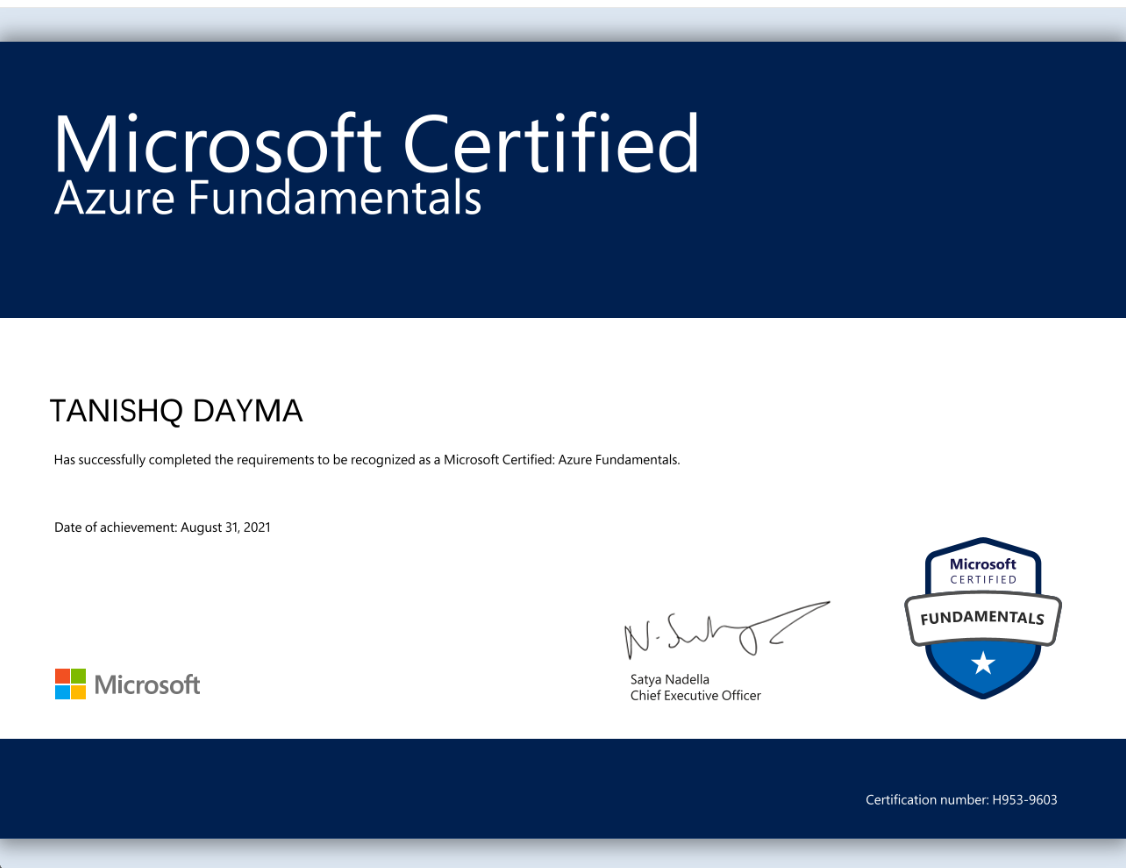 Microsoft Certified
Azure Fundamentals
TANISHQ DAYMA
Has successfully completed the requirements to be recognized as a Microsoft Certified: Azure Fundamentals.
Date of achievement: August 31, 2021
Microsoft
CERTIFIED
FUNDAMENTALS
N. Satya
Satya Nadella
Chief Executive Officer
Microsoft
Certification number: H953-9603